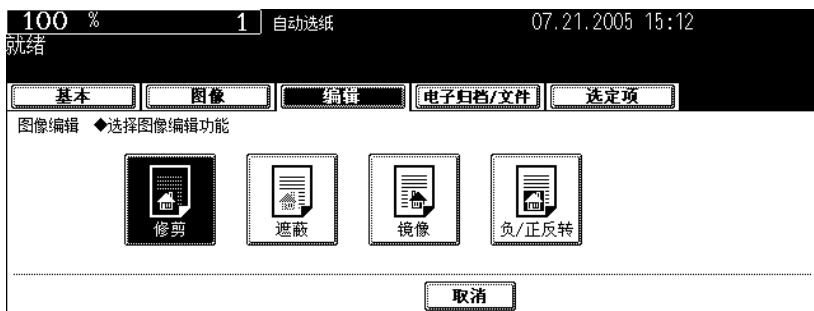 100 % 1 自动选纸 07.21.2005 15:12
就绪
基本 图像 编辑 电子归档/文件 选定项
图像编辑 ◆选择图像编辑功能
修剪 遮蔽 镜像 负/正反转
取消